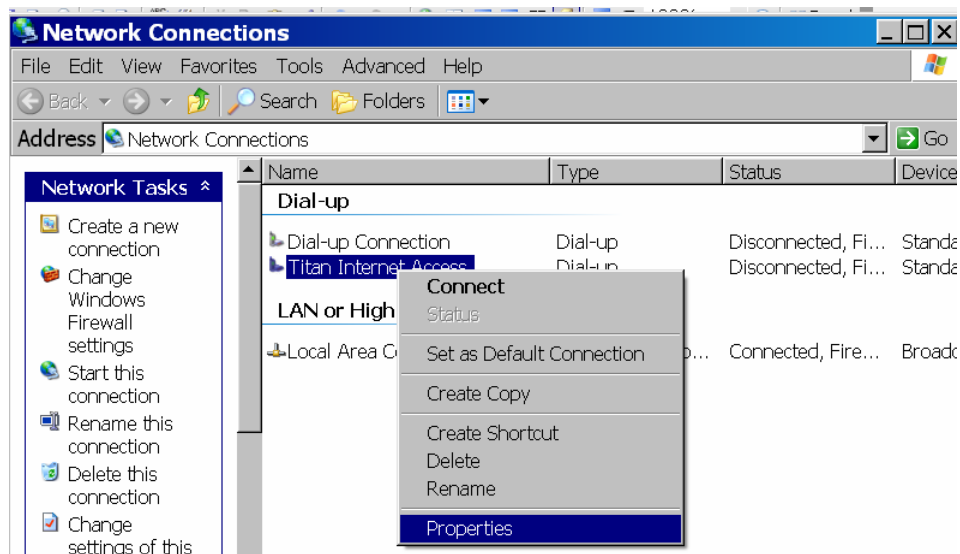 Network Connections
File Edit View Favorites Tools Advanced Help
Back Search Folders
Address Network Connections Go
Network Tasks
Create a new
connection
Change
Windows
Firewall
settings
Start this
connection
Rename this
connection
Delete this
connection
Change
settings of this
Name Type Status Device
Dial-up
Dial-up Connection Dial-up Disconnected, Fi... Standa
Titan Internet Access Dial-up Disconnected, Fi... Standa
LAN or High
Local Area C o... Connected, Fire... Broadc
Connect
Status
Set as Default Connection
Create Copy
Create Shortcut
Delete
Rename
Properties